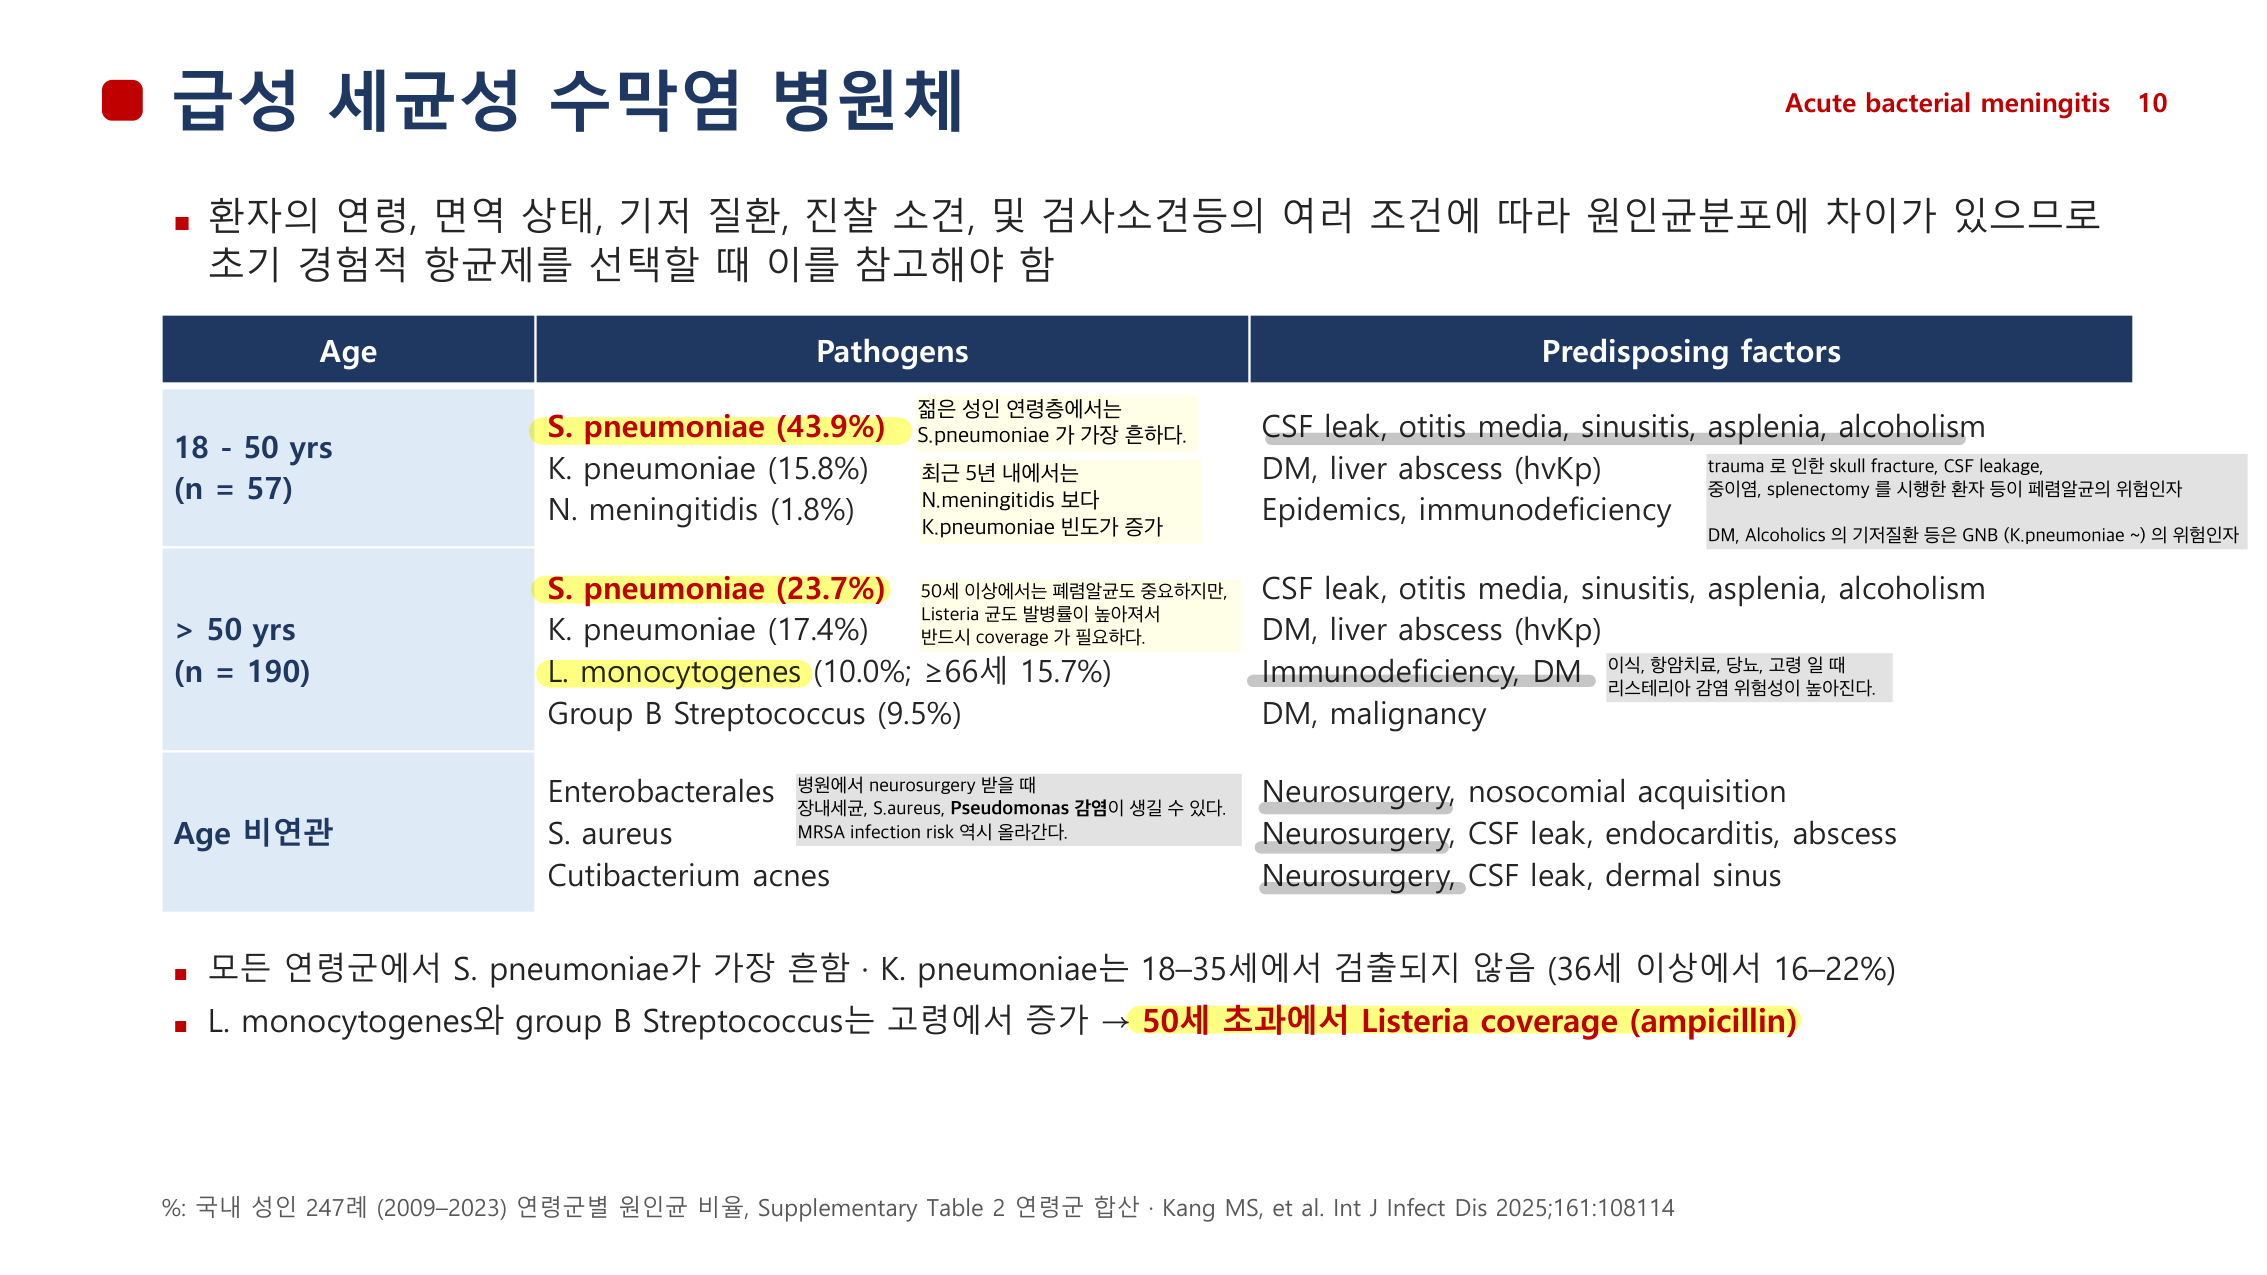 급성 세균성 수막염 병원체
Acute bacterial meningitis 10
환자의 연령, 면역 상태, 기저 질환, 진찰 소견, 및 검사소견등의 여러 조건에 따라 원인균분포에 차이가 있으므로
초기 경험적 항균제를 선택할 때 이를 참고해야 함
Age
Pathogens
Predisposing factors
18 - 50 yrs
(n = 57)
S. pneumoniae (43.9%)
K. pneumoniae (15.8%)
N. meningitidis (1.8%)
젊은 성인 연령층에서는
S.pneumoniae 가 가장 흔하다.
최근 5년 내에서는
N.meningitidis 보다
K.pneumoniae 빈도가 증가
CSF leak, otitis media, sinusitis, asplenia, alcoholism
DM, liver abscess (hvKp)
Epidemics, immunodeficiency
trauma 로 인한 skull fracture, CSF leakage,
중이염, splenectomy 를 시행한 환자 등이 폐렴알균의 위험인자
DM, Alcoholics 의 기저질환 등은 GNB (K.pneumoniae ~) 의 위험인자
> 50 yrs
(n = 190)
S. pneumoniae (23.7%)
K. pneumoniae (17.4%)
L. monocytogenes (10.0%; ≥66세 15.7%)
Group B Streptococcus (9.5%)
50세 이상에서는 폐렴알균도 중요하지만,
Listeria 균도 발병률이 높아져서
반드시 coverage 가 필요하다.
CSF leak, otitis media, sinusitis, asplenia, alcoholism
DM, liver abscess (hvKp)
Immunodeficiency, DM
DM, malignancy
이식, 항암치료, 당뇨, 고령 일 때
리스테리아 감염 위험성이 높아진다.
Age 비연관
Enterobacterales
S. aureus
Cutibacterium acnes
병원에서 neurosurgery 받을 때
장내세균, S.aureus, Pseudomonas 감염이 생길 수 있다.
MRSA infection risk 역시 올라간다.
Neurosurgery, nosocomial acquisition
Neurosurgery, CSF leak, endocarditis, abscess
Neurosurgery, CSF leak, dermal sinus
모든 연령군에서 S. pneumoniae가 가장 흔함 · K. pneumoniae는 18–35세에서 검출되지 않음 (36세 이상에서 16–22%)
L. monocytogenes와 group B Streptococcus는 고령에서 증가 → 50세 초과에서 Listeria coverage (ampicillin)
%: 국내 성인 247례 (2009–2023) 연령군별 원인균 비율, Supplementary Table 2 연령군 합산 · Kang MS, et al. Int J Infect Dis 2025;161:108114